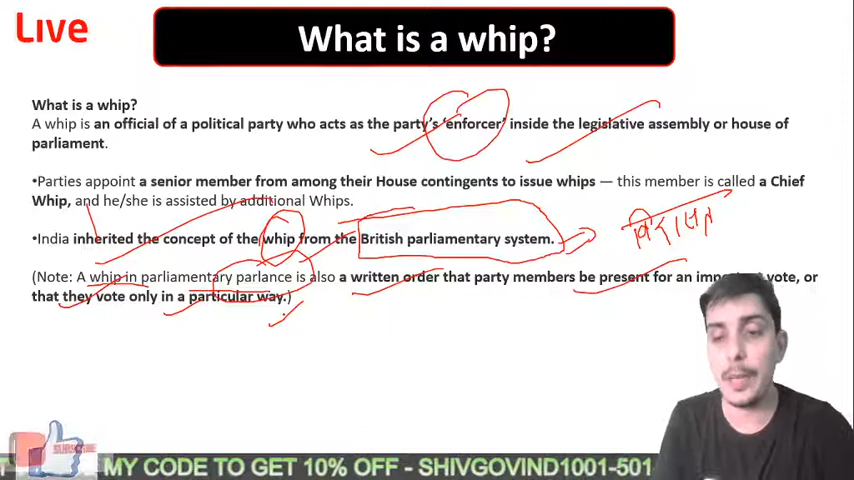 Live
What is a whip?
What is a whip?
A whip is an official of a political party who acts as the party's 'enforcer' inside the legislative assembly or house of
parliament.
•Parties appoint a senior member from among their House contingents to issue whips — this member is called a Chief
Whip, and he/she is assisted by additional Whips.
•India inherited the concept of the whip from the British parliamentary system.
(Note: A whip in parliamentary parlance is also a written order that party members be present for an important vote, or
that they vote only in a particular way.)
SUBSCRIBE
MY CODE TO GET 10% OFF - SHIVGOVIND1001-501